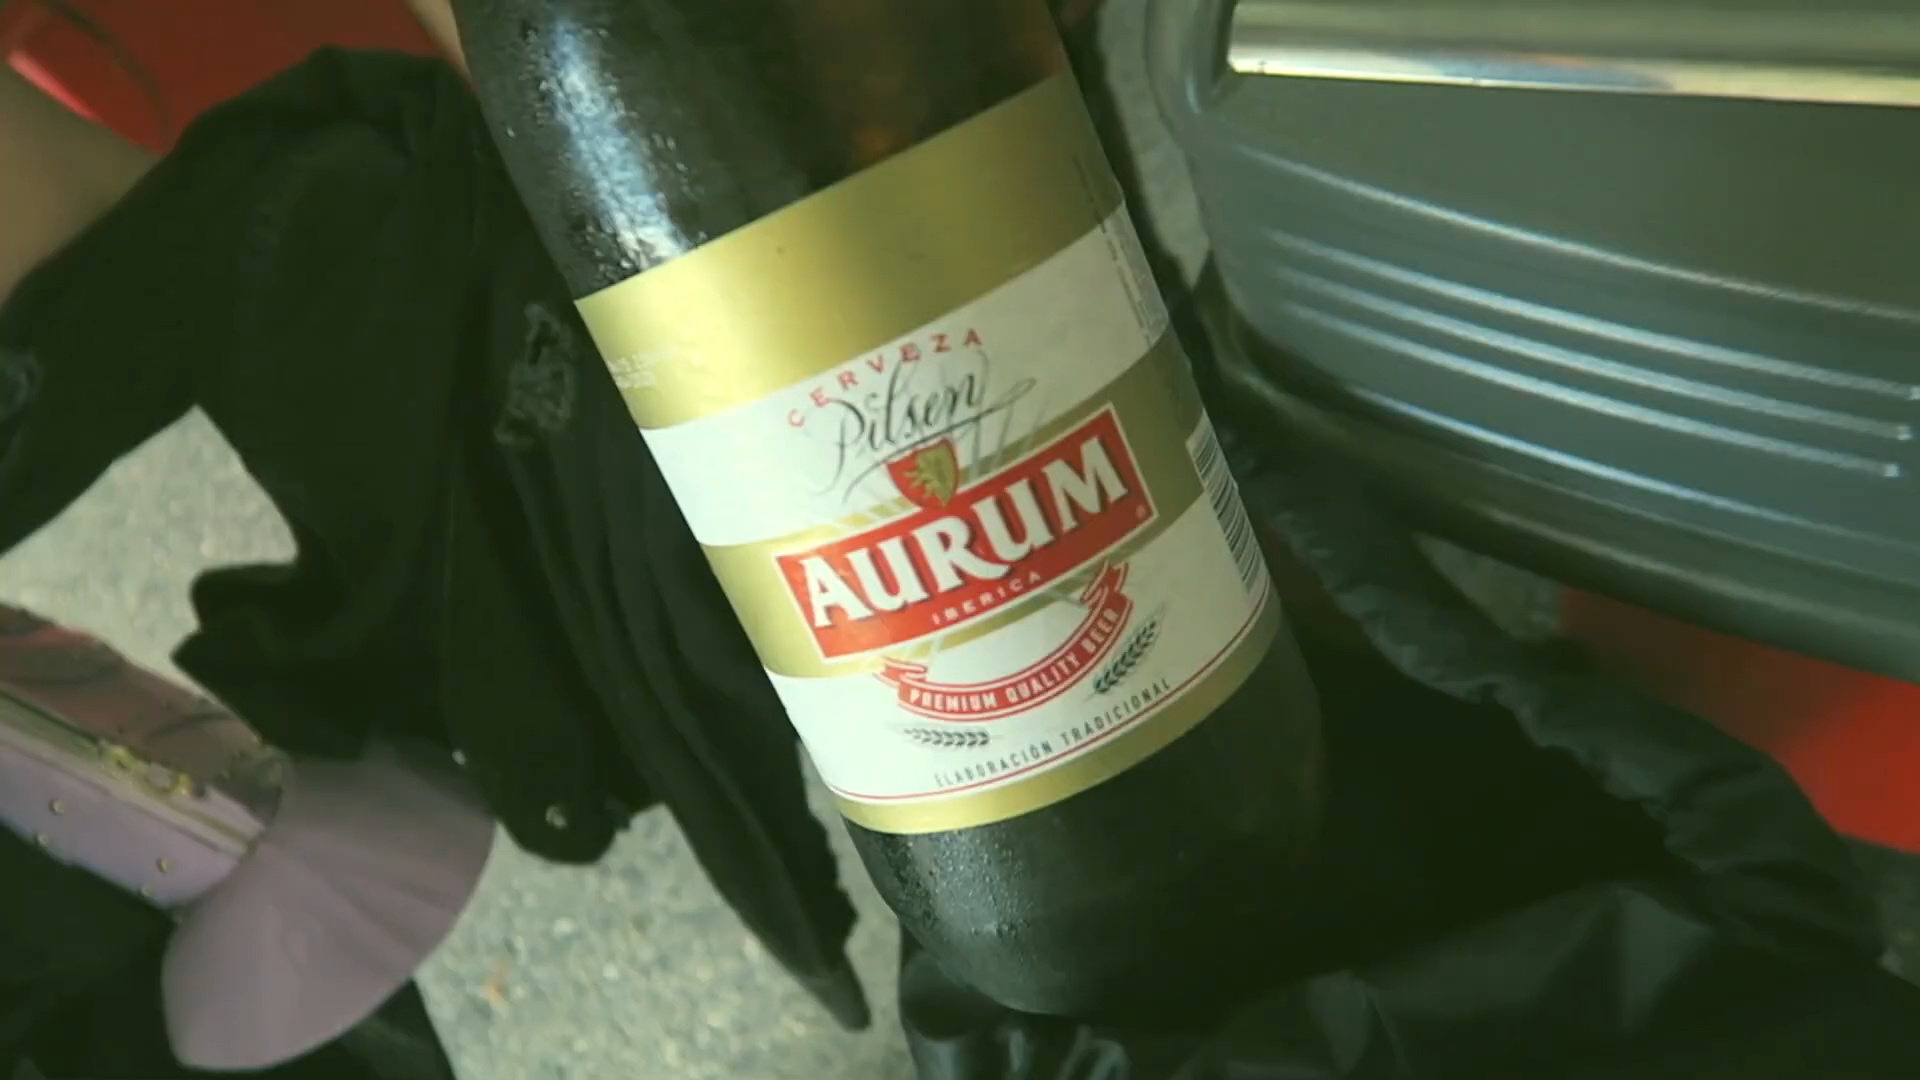 CERVEZA
Pilsen
AURUM
IBERICA
PREMIUM QUALITY BEER
ELABORACIÓN TRADICIONAL